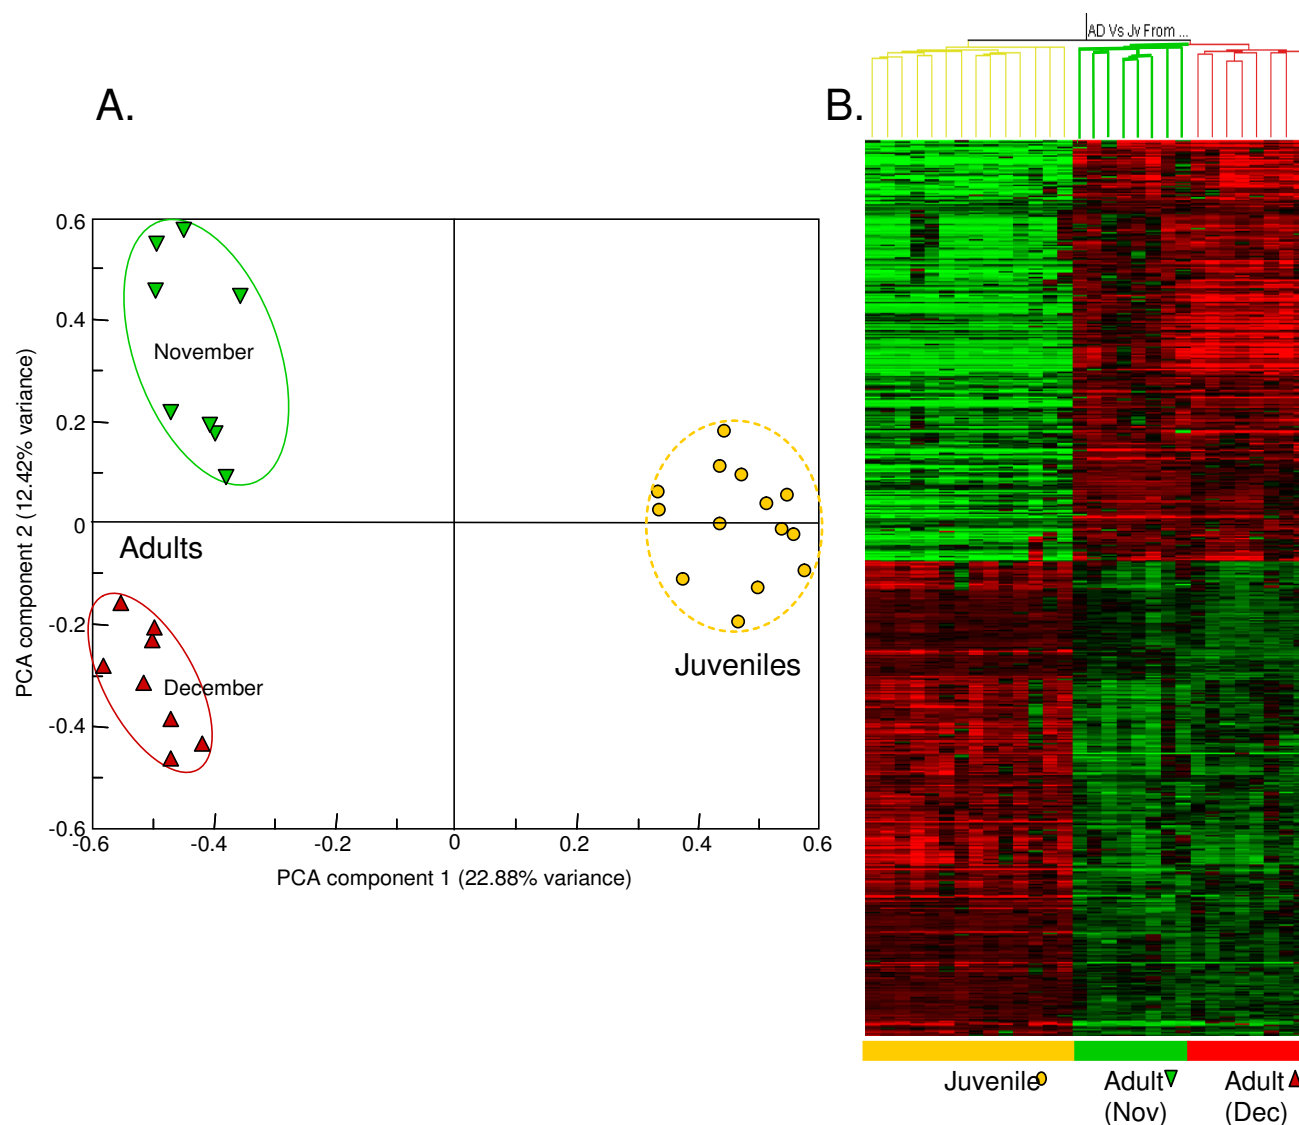 AD Vs Jv From ...
A.
B.
0.6
0.4
0.2
0
-0.2
-0.4
-0.6
PCA component 2 (12.42% variance)
November
Adults
December
Juveniles
-0.6
-0.4
-0.2
0
0.2
0.4
0.6
PCA component 1 (22.88% variance)
Juvenile
Adult
(Nov)
Adult
(Dec)